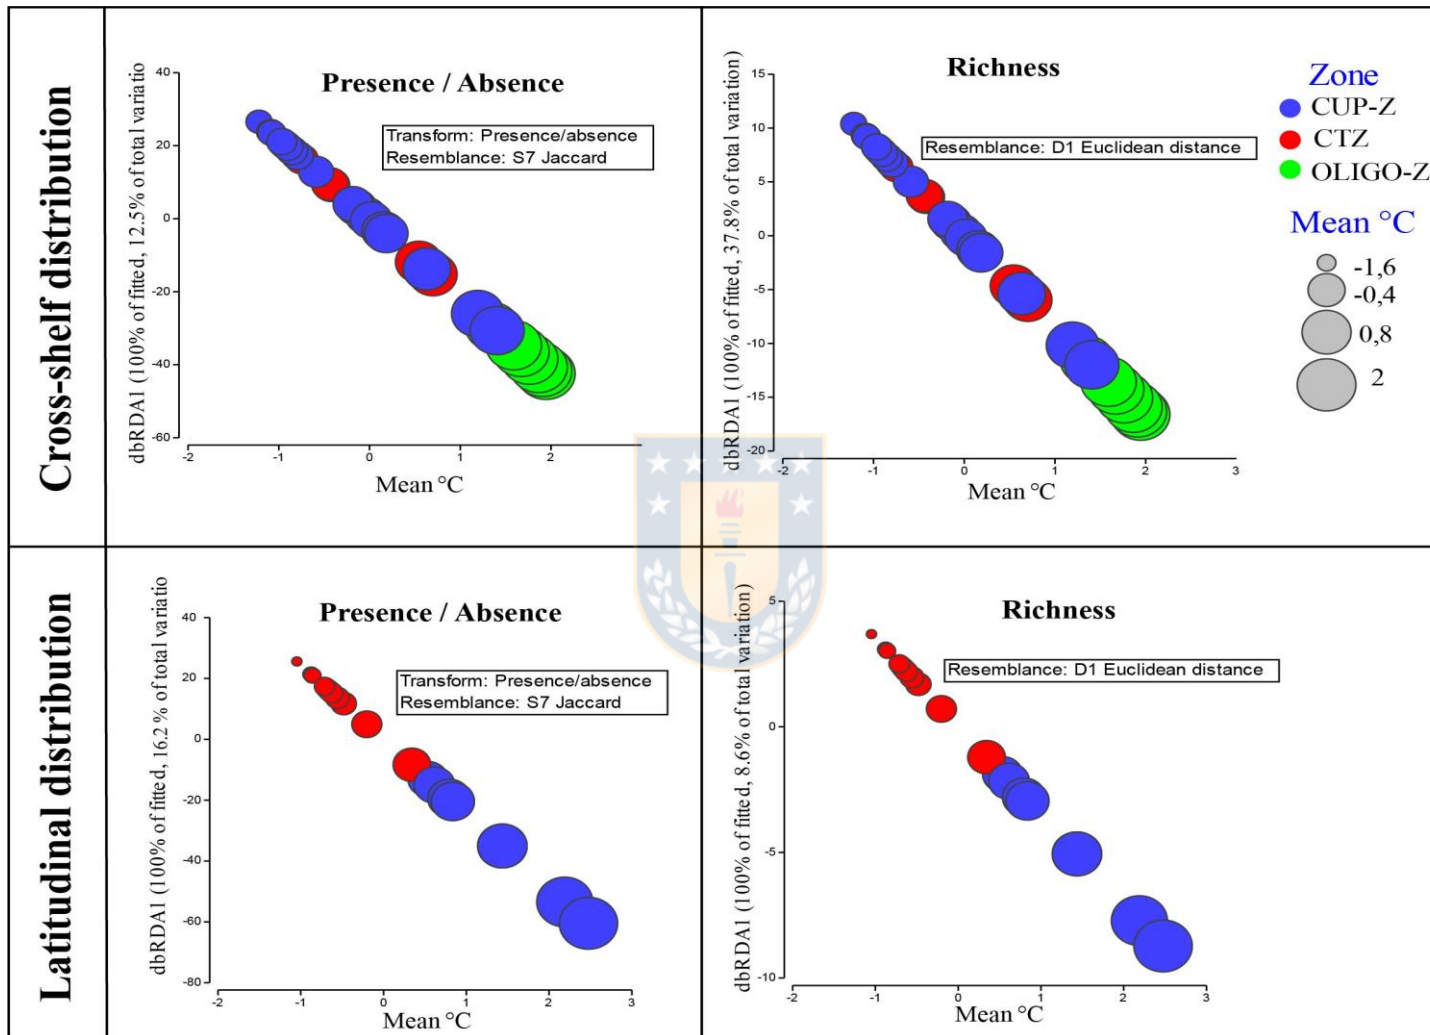 Cross-shelf distribution
Presence / Absence
Transform: Presence/absence
Resemblance: S7 Jaccard
dbRDA1 (100% of fitted, 12.5% of total variatio
40
20
0
-20
-40
-60
-2
-1
0
1
2
Mean °C
Richness
Resemblance: D1 Euclidean distance
dbRDA1 (100% of fitted, 37.8% of total variation)
15
10
5
0
-5
-10
-15
-20
-2
-1
0
1
2
3
Mean °C
Zone
CUP-Z
CTZ
OLIGO-Z
Mean °C
-1,6
-0,4
0,8
2
Latitudinal distribution
Presence / Absence
Transform: Presence/absence
Resemblance: S7 Jaccard
dbRDA1 (100% of fitted, 16.2 % of total variatio
40
20
0
-20
-40
-60
-80
-2
-1
0
1
2
3
Mean °C
Richness
Resemblance: D1 Euclidean distance
dbRDA1 (100% of fitted, 8.6% of total variation)
5
0
-5
-10
-2
-1
0
1
2
3
Mean °C